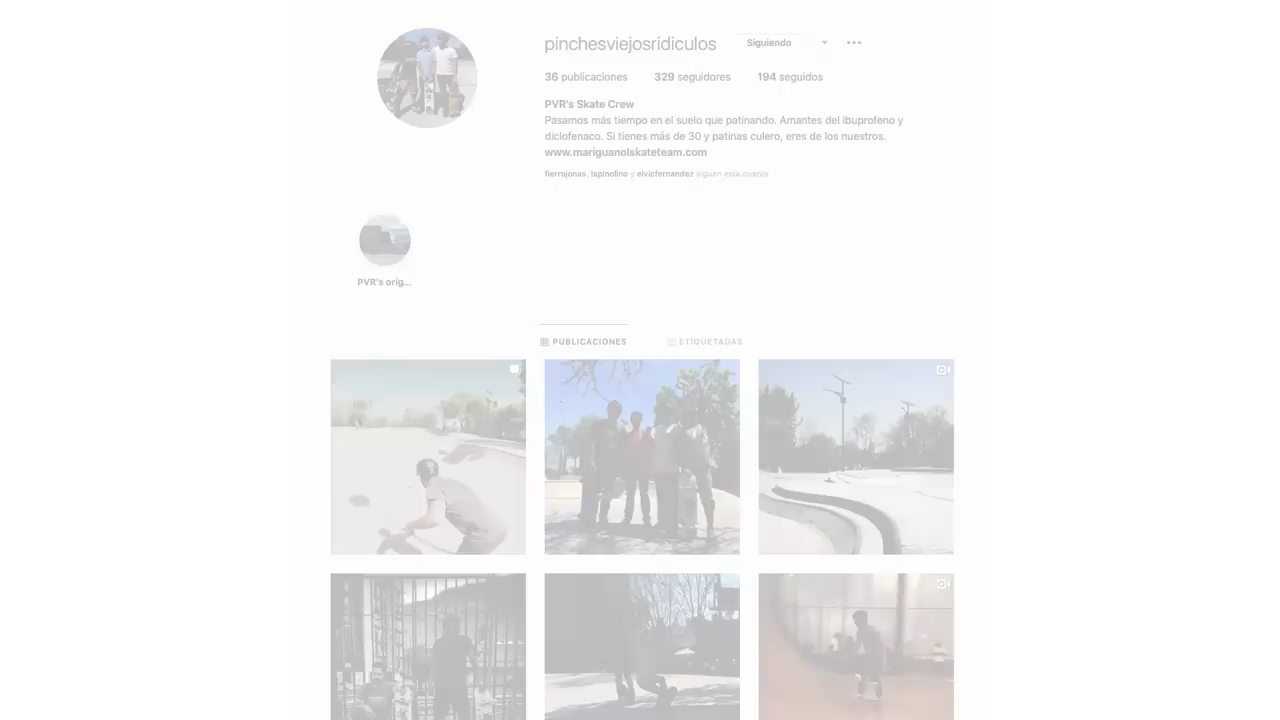 pinchesviejosridiculos Siguiendo
36 publicaciones 329 seguidores 194 seguidos
PVR's Skate Crew
Pasamos más tiempo en el suelo que patinando. Amantes del ibuprofeno y
diclofenaco. Si tienes más de 30 y patinas culero, eres de los nuestros.
www.mariguanolskateteam.com
fierrojonas, lapinolino y elvicfernandez siguen esta cuenta
PVR's orig...
PUBLICACIONES ETIQUETADAS